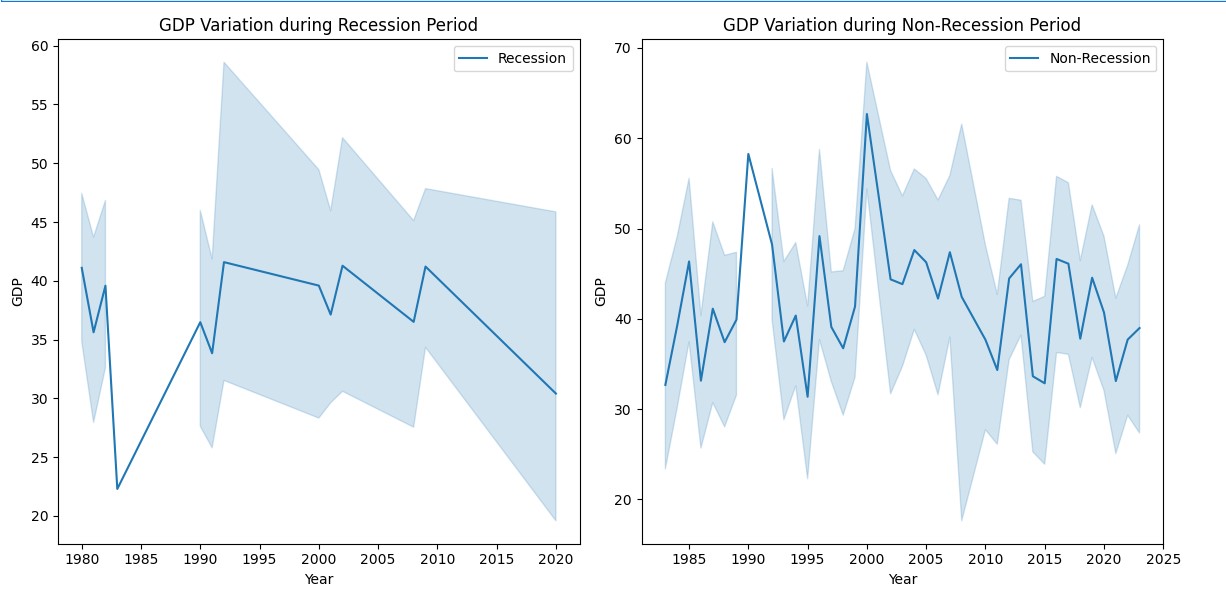 GDP Variation during Recession Period
60
55
50
45
40
35
30
25
20
GDP
Recession
1980 1985 1990 1995 2000 2005 2010 2015 2020
Year
GDP Variation during Non-Recession Period
70
60
50
40
30
20
GDP
Non-Recession
1985 1990 1995 2000 2005 2010 2015 2020 2025
Year